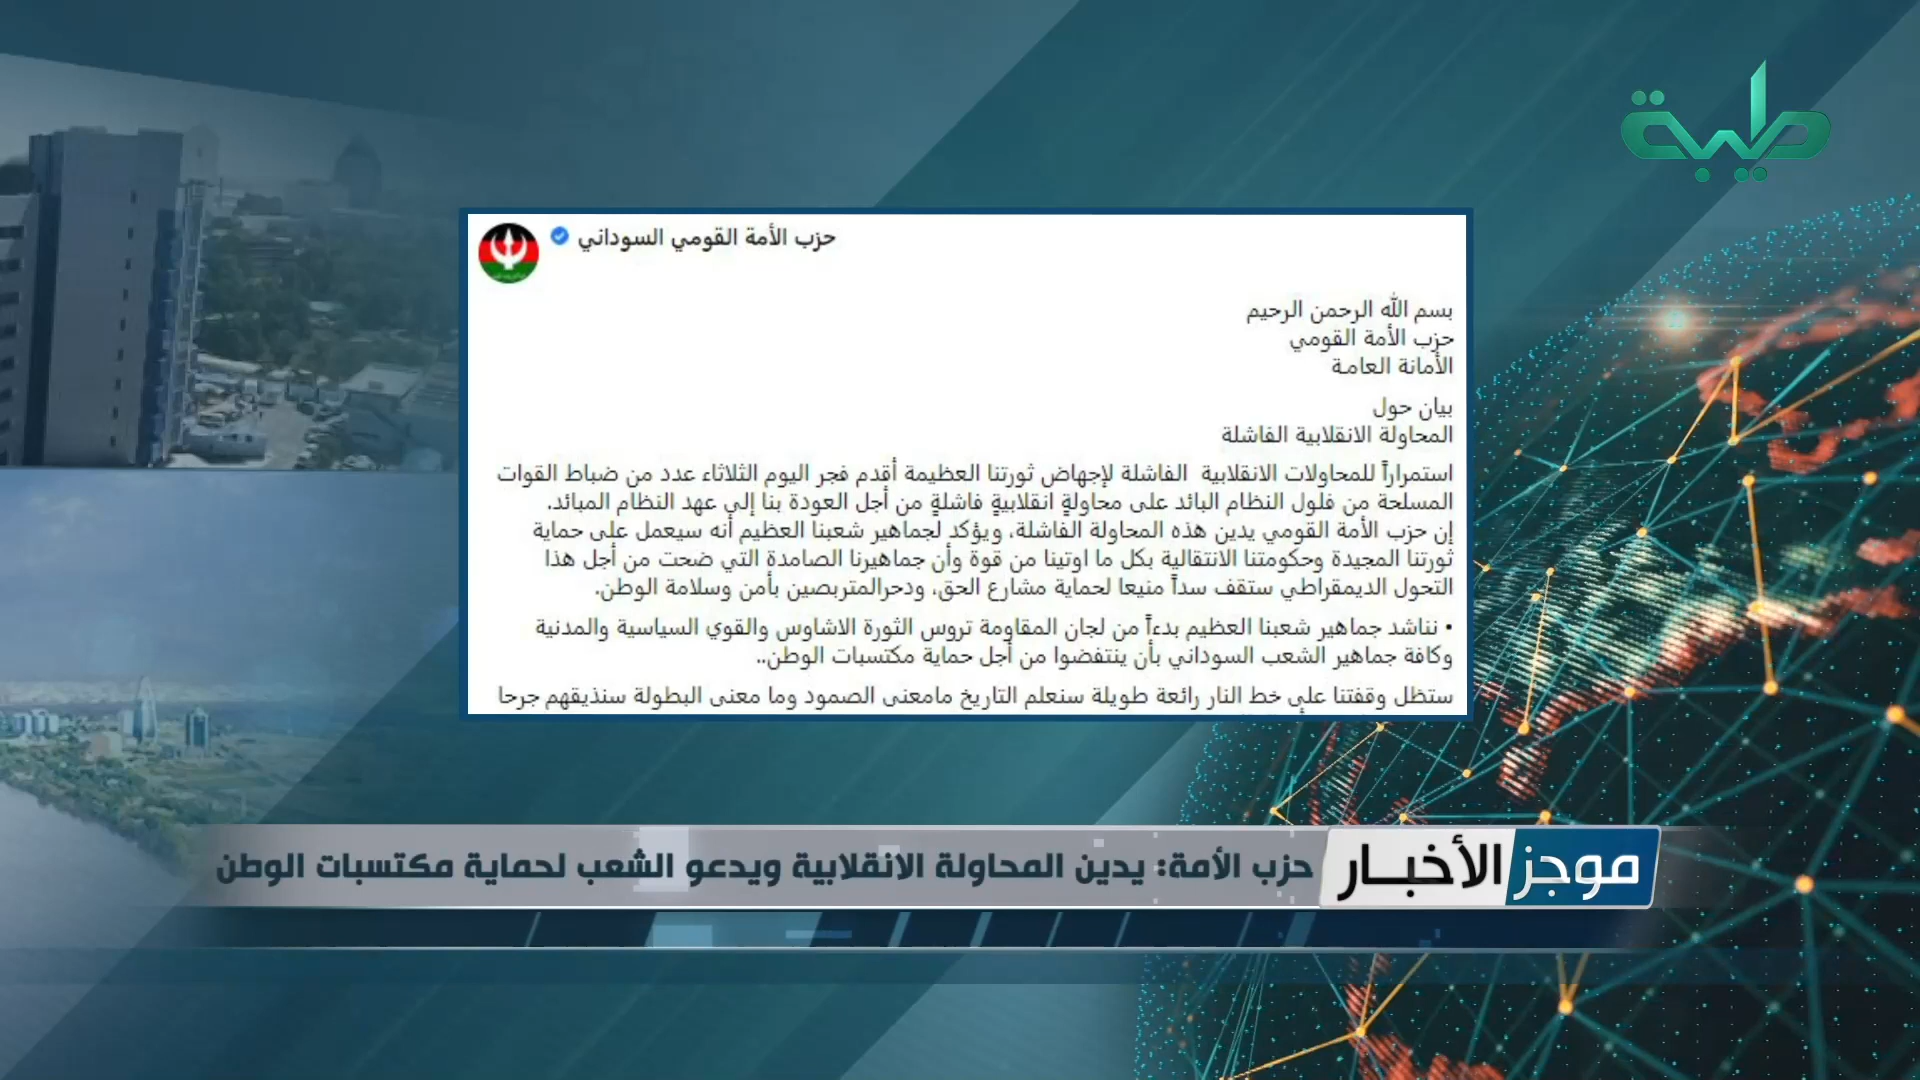 طيبة
حزب الأمة القومي السوداني
بسم الله الرحمن الرحيم
حزب الأمة القومي
الأمانة العامة
بيان حول
المحاولة الانقلابية الفاشلة
استمراراً للمحاولات الانقلابية الفاشلة لإجهاض ثورتنا العظيمة أقدم فجر اليوم الثلاثاء عدد من ضباط القوات
المسلحة من فلول النظام البائد على محاولةٍ انقلابيةٍ فاشلةٍ من أجل العودة بنا إلى عهد النظام المبائد.
إن حزب الأمة القومي يدين هذه المحاولة الفاشلة، ويؤكد لجماهير شعبنا العظيم أنه سيعمل على حماية
ثورتنا المجيدة وحكومتنا الانتقالية بكل ما اوتينا من قوة وأن جماهيرنا الصامدة التي ضحت من أجل هذا
التحول الديمقراطي ستقف سداً منيعا لحماية مشارع الحق، ودحرالمتربصين بأمن وسلامة الوطن.
• نناشد جماهير شعبنا العظيم بدءاً من لجان المقاومة تروس الثورة الاشاوس والقوي السياسية والمدنية
وكافة جماهير الشعب السوداني بأن ينتفضوا من أجل حماية مكتسبات الوطن..
ستظل وقفتنا على خط النار رائعة طويلة سنعلم التاريخ مامعنى الصمود وما معنى البطولة سنذيقهم جرحا
موجز الأخبار
حزب الأمة: يدين المحاولة الانقلابية ويدعو الشعب لحماية مكتسبات الوطن